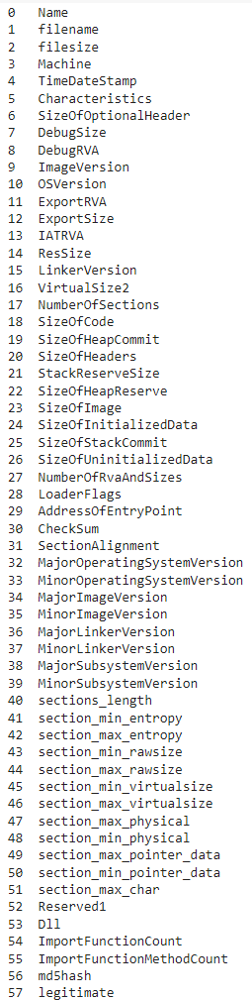 0 Name
1 filename
2 filesize
3 Machine
4 TimeDateStamp
5 Characteristics
6 SizeOfOptionalHeader
7 DebugSize
8 DebugRVA
9 ImageVersion
10 OSVersion
11 ExportRVA
12 ExportSize
13 IATRVA
14 ResSize
15 LinkerVersion
16 VirtualSize2
17 NumberOfSections
18 SizeOfCode
19 SizeOfHeapCommit
20 SizeOfHeaders
21 StackReserveSize
22 SizeOfHeapReserve
23 SizeOfImage
24 SizeOfInitializedData
25 SizeOfStackCommit
26 SizeOfUninitializedData
27 NumberOfRvaAndSizes
28 LoaderFlags
29 AddressOfEntryPoint
30 CheckSum
31 SectionAlignment
32 MajorOperatingSystemVersion
33 MinorOperatingSystemVersion
34 MajorImageVersion
35 MinorImageVersion
36 MajorLinkerVersion
37 MinorLinkerVersion
38 MajorSubsystemVersion
39 MinorSubsystemVersion
40 sections_length
41 section_min_entropy
42 section_max_entropy
43 section_min_rawsize
44 section_max_rawsize
45 section_min_virtualsize
46 section_max_virtualsize
47 section_max_physical
48 section_min_physical
49 section_max_pointer_data
50 section_min_pointer_data
51 section_max_char
52 Reserved1
53 Dll
54 ImportFunctionCount
55 ImportFunctionMethodCount
56 md5hash
57 legitimate